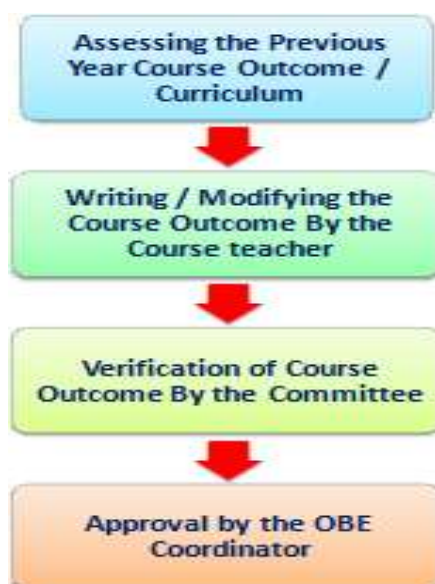 Assessing the Previous
Year Course Outcome /
Curriculum
Writing / Modifying the
Course Outcome By the
Course teacher
Verification of Course
Outcome By the Committee
Approval by the OBE
Coordinator